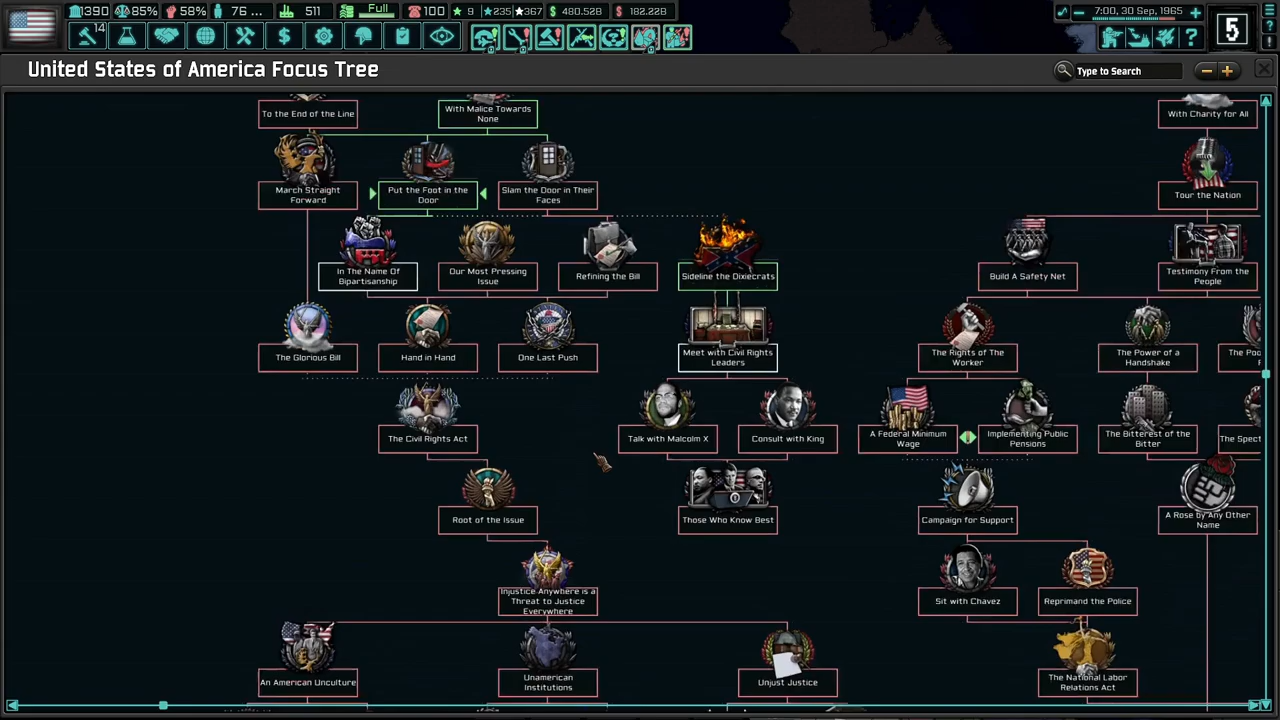 1390 85% 58% 76 ... 511 Full 100 9 235 367 $ 480.52B $ 182.22B 7:00, 30 Sep, 1965
14
5
United States of America Focus Tree
Type to Search
To the End of the Line
With Malice Towards
None
With Charity for All
March Straight
Forward
Put the Foot in the
Door
Slam the Door in Their
Faces
Tour the Nation
In The Name Of
Bipartisanship
Our Most Pressing
Issue
Refining the Bill
Sideline the Dixiecrats
Build A Safety Net
Testimony From the
People
The Glorious Bill
Hand in Hand
One Last Push
Meet with Civil Rights
Leaders
The Rights of The
Worker
The Power of a
Handshake
The Poo
The Civil Rights Act
Talk with Malcolm X
Consult with King
A Federal Minimum
Wage
Implementing Public
Pensions
The Bitterest of the
Bitter
The Spect
Root of the Issue
Those Who Know Best
Campaign for Support
A Rose by Any Other
Name
Injustice Anywhere is a
Threat to Justice
Everywhere
Sit with Chavez
Reprimand the Police
An American Unculture
Unamerican
Institutions
Unjust Justice
The National Labor
Relations Act